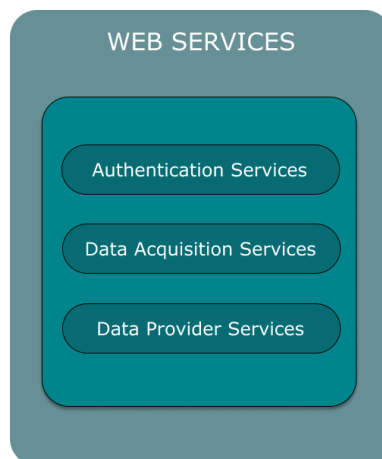 WEB SERVICES
Authentication Services
Data Acquisition Services
Data Provider Services